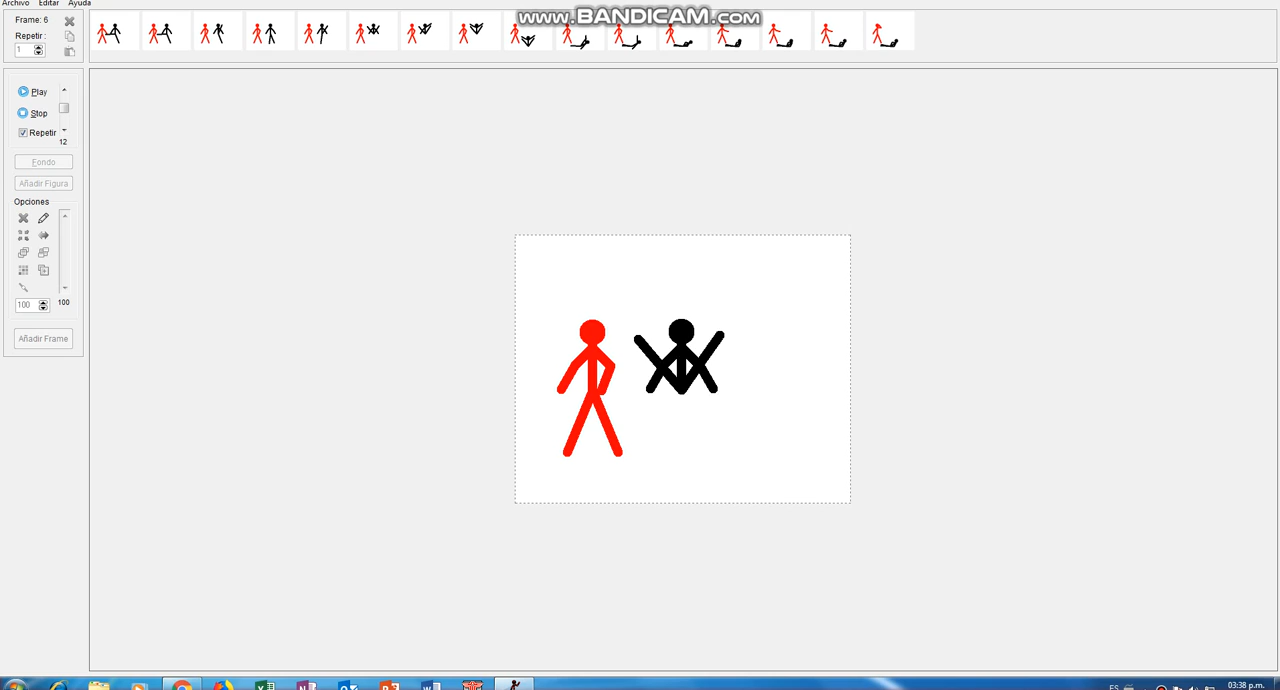 Archivo Editar Ayuda
www.BANDICAM.com
Frame: 6
Repetir :
1
Play
Stop
Repetir
12
Fondo
Añadir Figura
Opciones
100
100
Añadir Frame
ES
03:38 p.m.